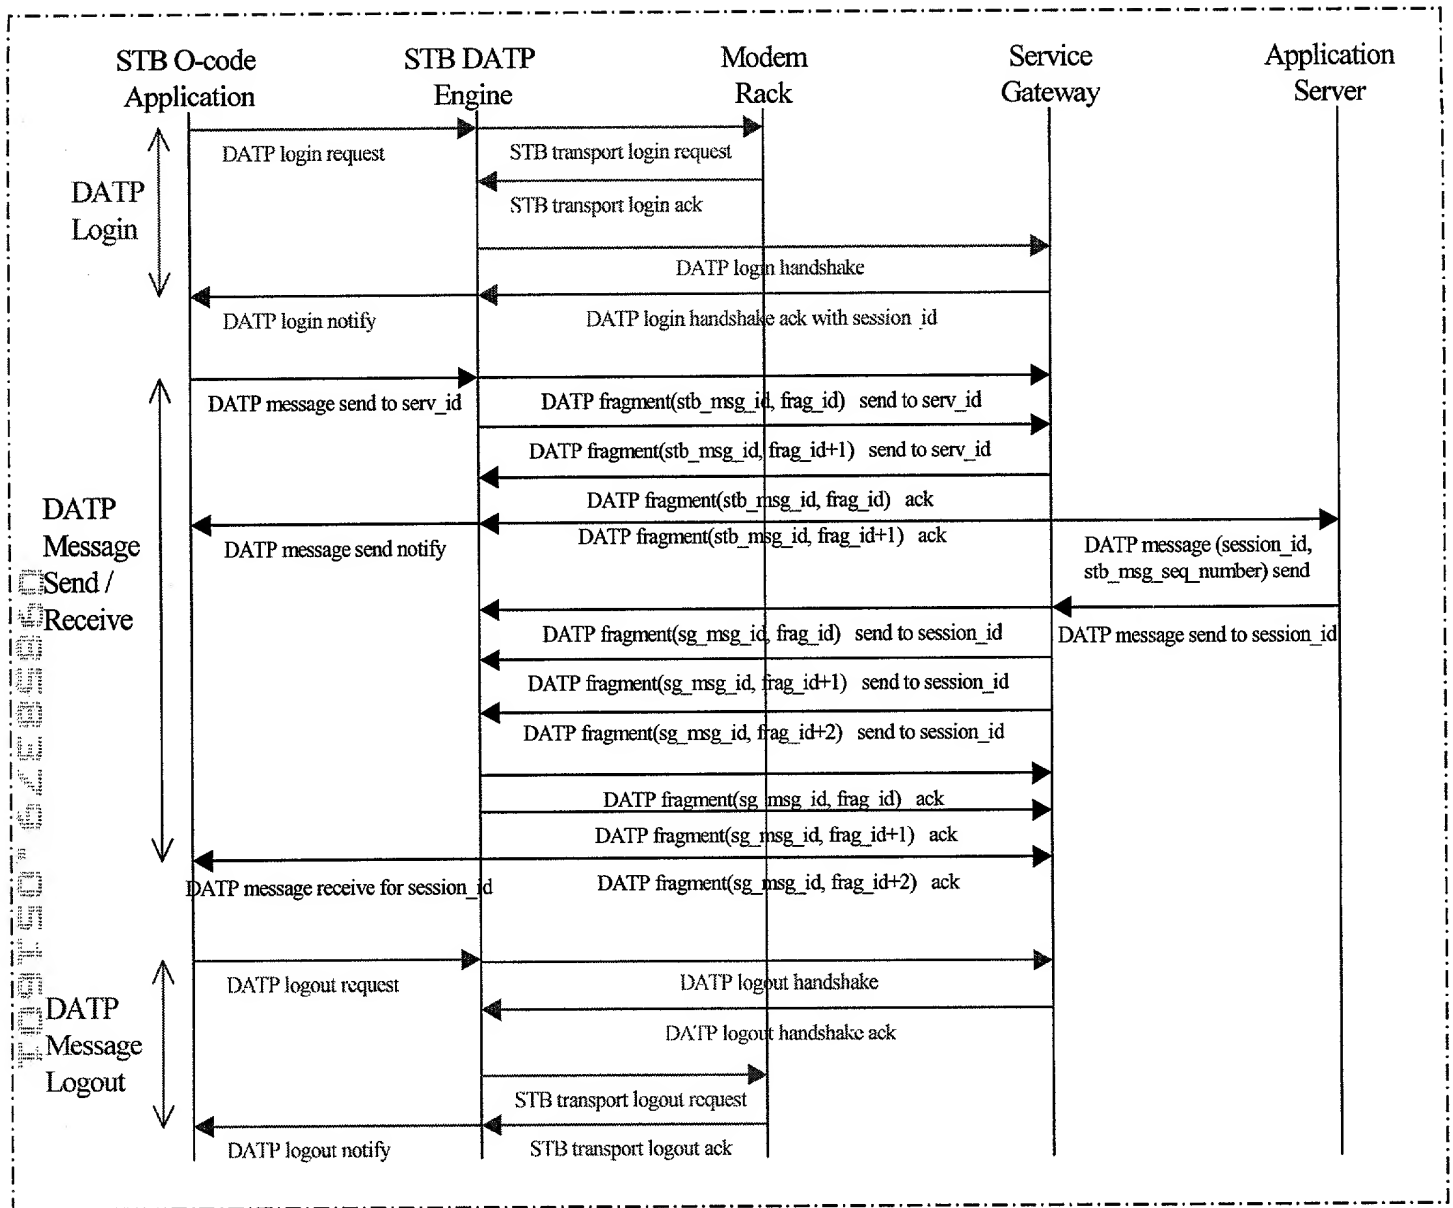 STB O-code
Application
STB DATP
Engine
Modem
Rack
Service
Gateway
Application
Server
DATP
Login
DATP login request
STB transport login request
STB transport login ack
DATP login handshake
DATP login notify
DATP login handshake ack with session_id
DATP
Message
Send /
Receive
DATP message send to serv_id
DATP fragment(stb_msg_id, frag_id) send to serv_id
DATP fragment(stb_msg_id, frag_id+1) send to serv_id
DATP fragment(stb_msg_id, frag_id) ack
DATP message send notify
DATP fragment(stb_msg_id, frag_id+1) ack
DATP message (session_id,
stb_msg_seq_number) send
DATP fragment(sg_msg_id, frag_id) send to session_id
DATP message send to session_id
DATP fragment(sg_msg_id, frag_id+1) send to session_id
DATP fragment(sg_msg_id, frag_id+2) send to session_id
DATP fragment(sg_msg_id, frag_id) ack
DATP fragment(sg_msg_id, frag_id+1) ack
DATP message receive for session_id
DATP fragment(sg_msg_id, frag_id+2) ack
DATP
Message
Logout
DATP logout request
DATP logout handshake
DATP logout handshake ack
STB transport logout request
DATP logout notify
STB transport logout ack